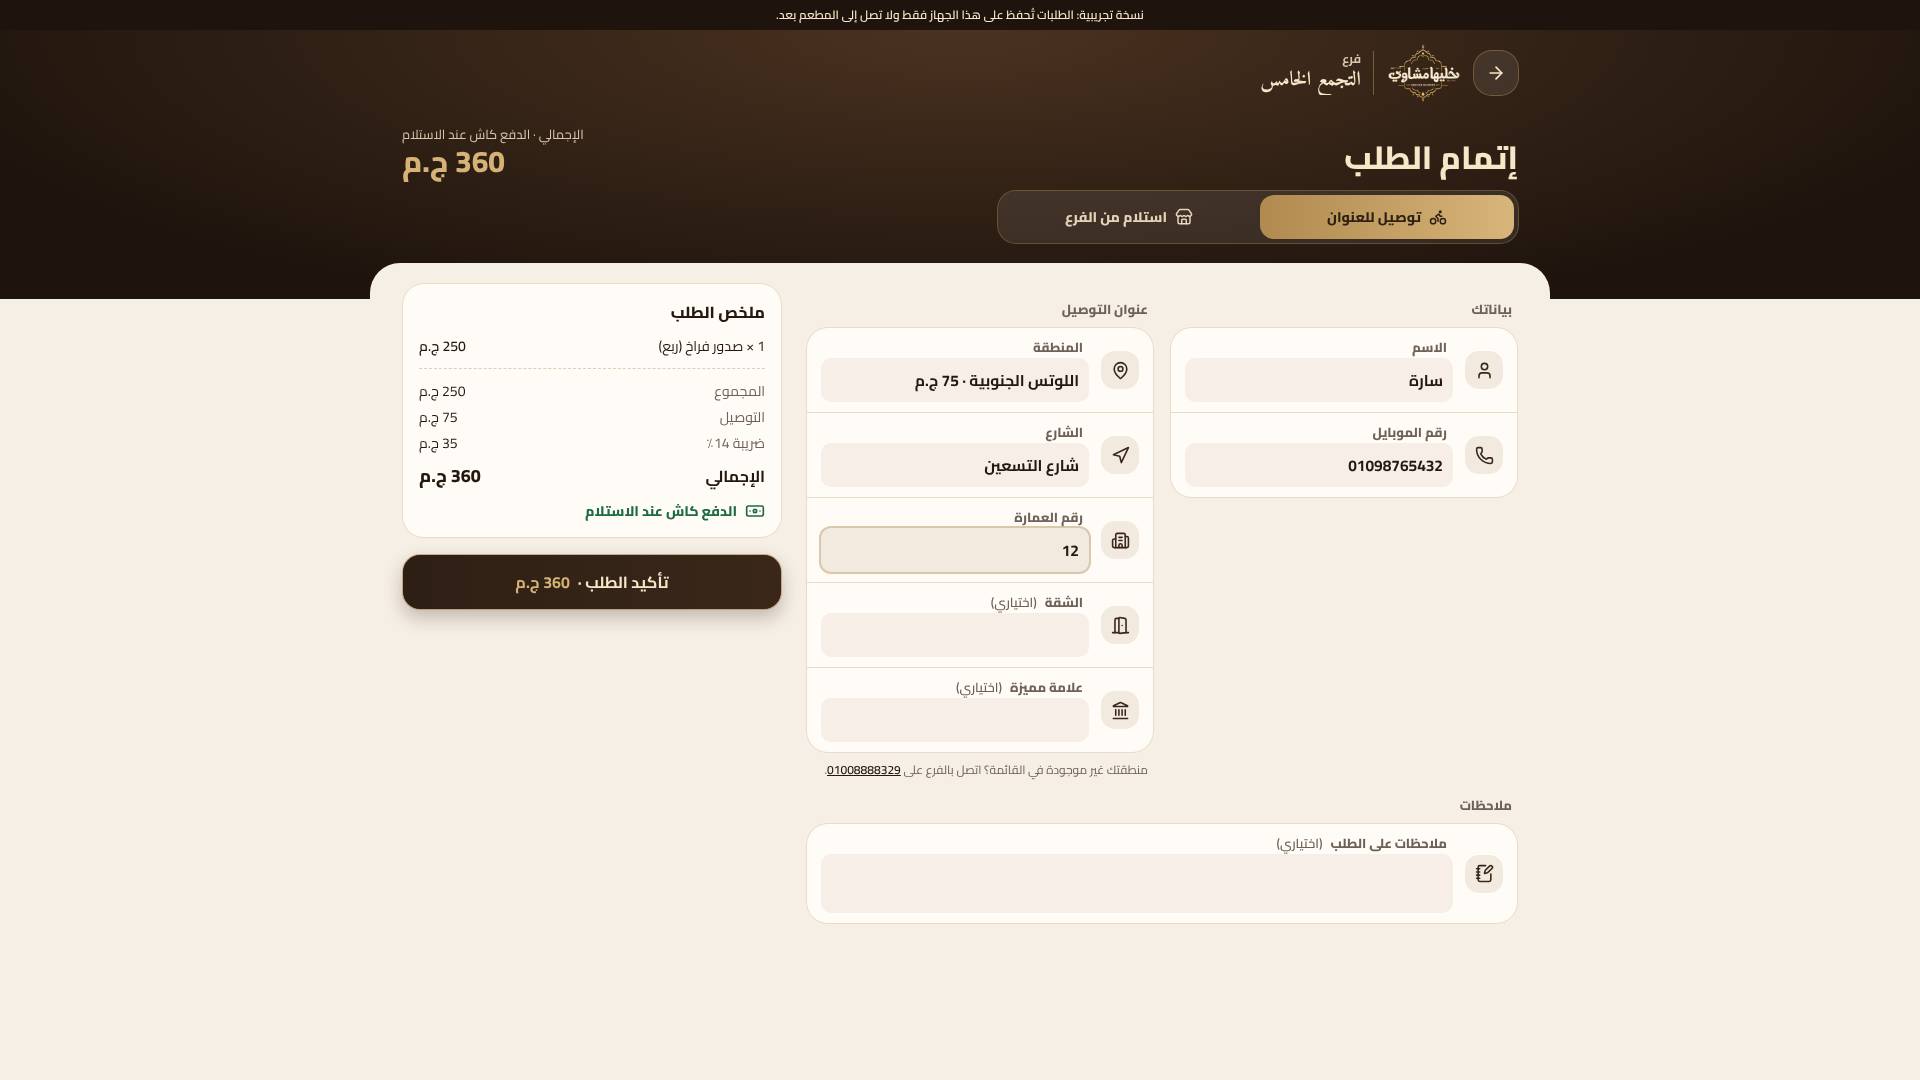 نسخة تجريبية: الطلبات تُحفظ على هذا الجهاز فقط ولا تصل إلى المطعم بعد.
خليها مشاوي
فرع
التجمع الخامس
إتمام الطلب
الإجمالي · الدفع كاش عند الاستلام
360 ج.م
توصيل للعنوان
استلام من الفرع
بياناتك
الاسم
سارة
رقم الموبايل
01098765432
عنوان التوصيل
المنطقة
اللوتس الجنوبية · 75 ج.م
الشارع
شارع التسعين
رقم العمارة
12
الشقة (اختياري)
علامة مميزة (اختياري)
منطقتك غير موجودة في القائمة؟ اتصل بالفرع على 01008888329.
ملاحظات
ملاحظات على الطلب (اختياري)
ملخص الطلب
1 × صدور فراخ (ربع) 250 ج.م
المجموع 250 ج.م
التوصيل 75 ج.م
ضريبة 14٪ 35 ج.م
الإجمالي 360 ج.م
الدفع كاش عند الاستلام
تأكيد الطلب · 360 ج.م